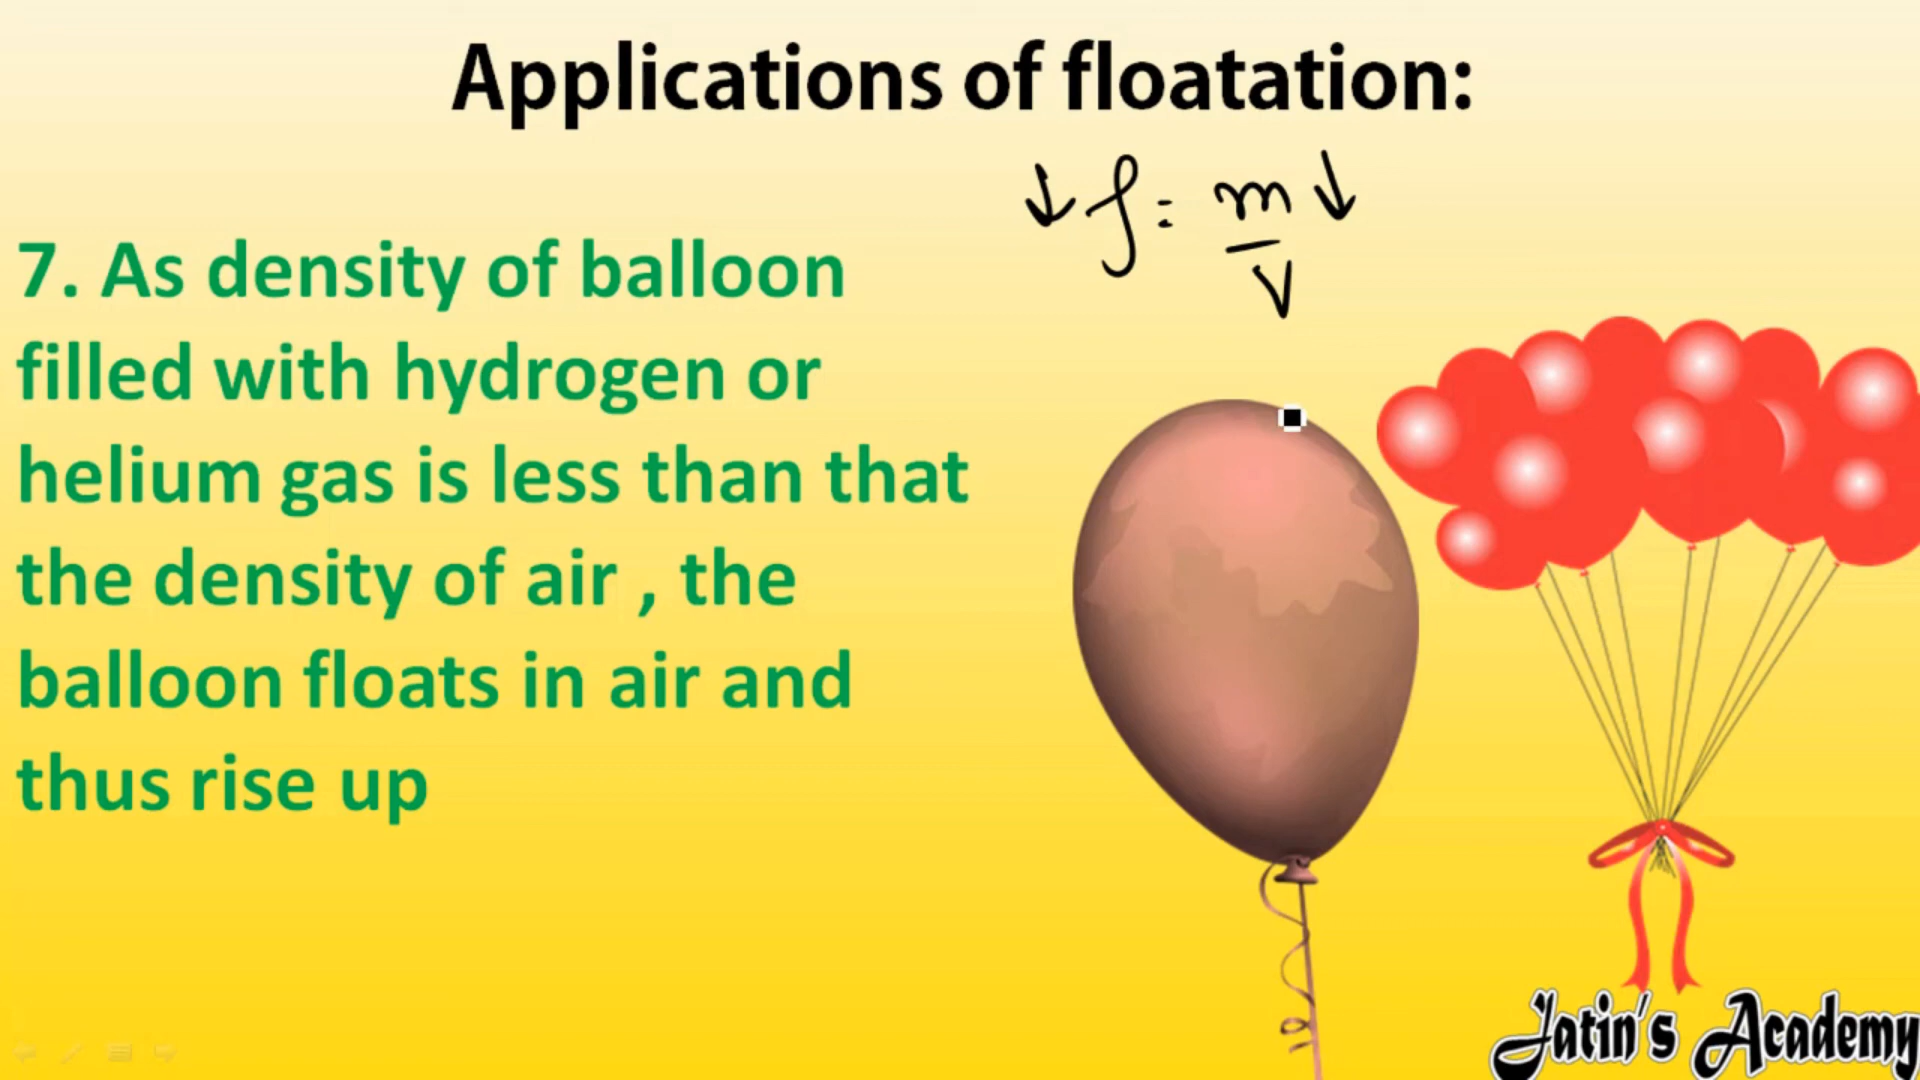 Applications of floatation:
↓ρ = m↓
V
7. As density of balloon
filled with hydrogen or
helium gas is less than that
the density of air , the
balloon floats in air and
thus rise up
Jatin's Academy